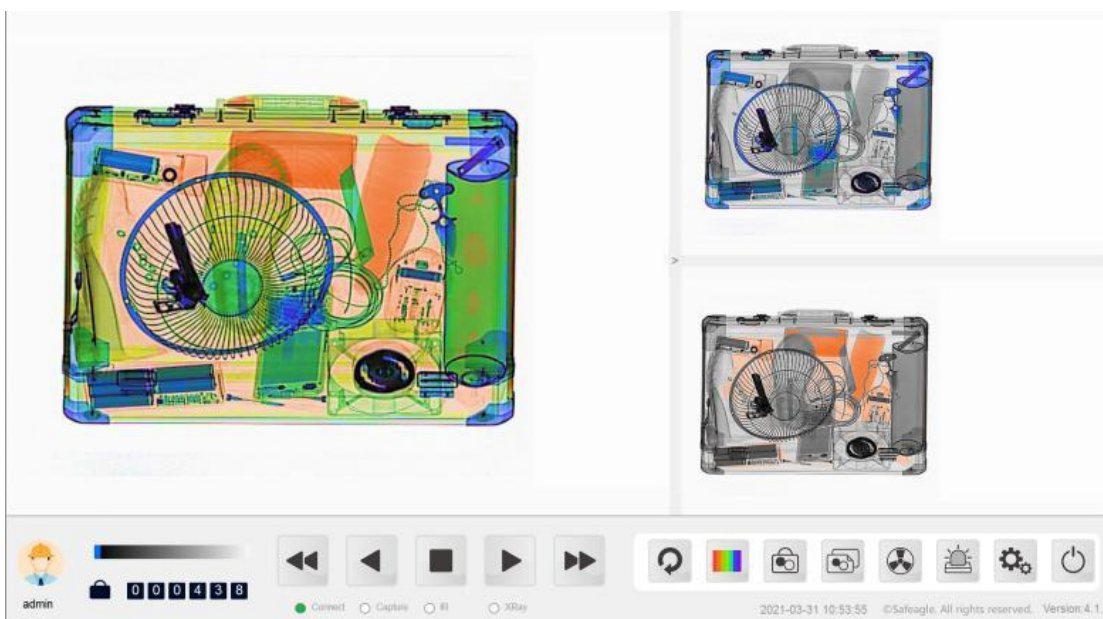 >
000438
admin
Connect Capture IR XRay
2021-03-31 10:53:55 ©Safeagle. All rights reserved. Version:4.1.